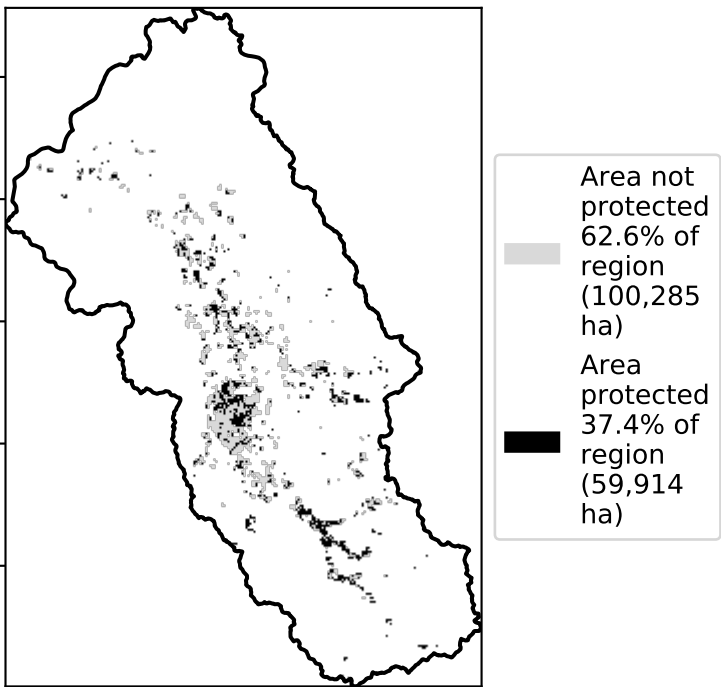 Area not
protected
62.6% of
region
(100,285
ha)
Area
protected
37.4% of
region
(59,914
ha)